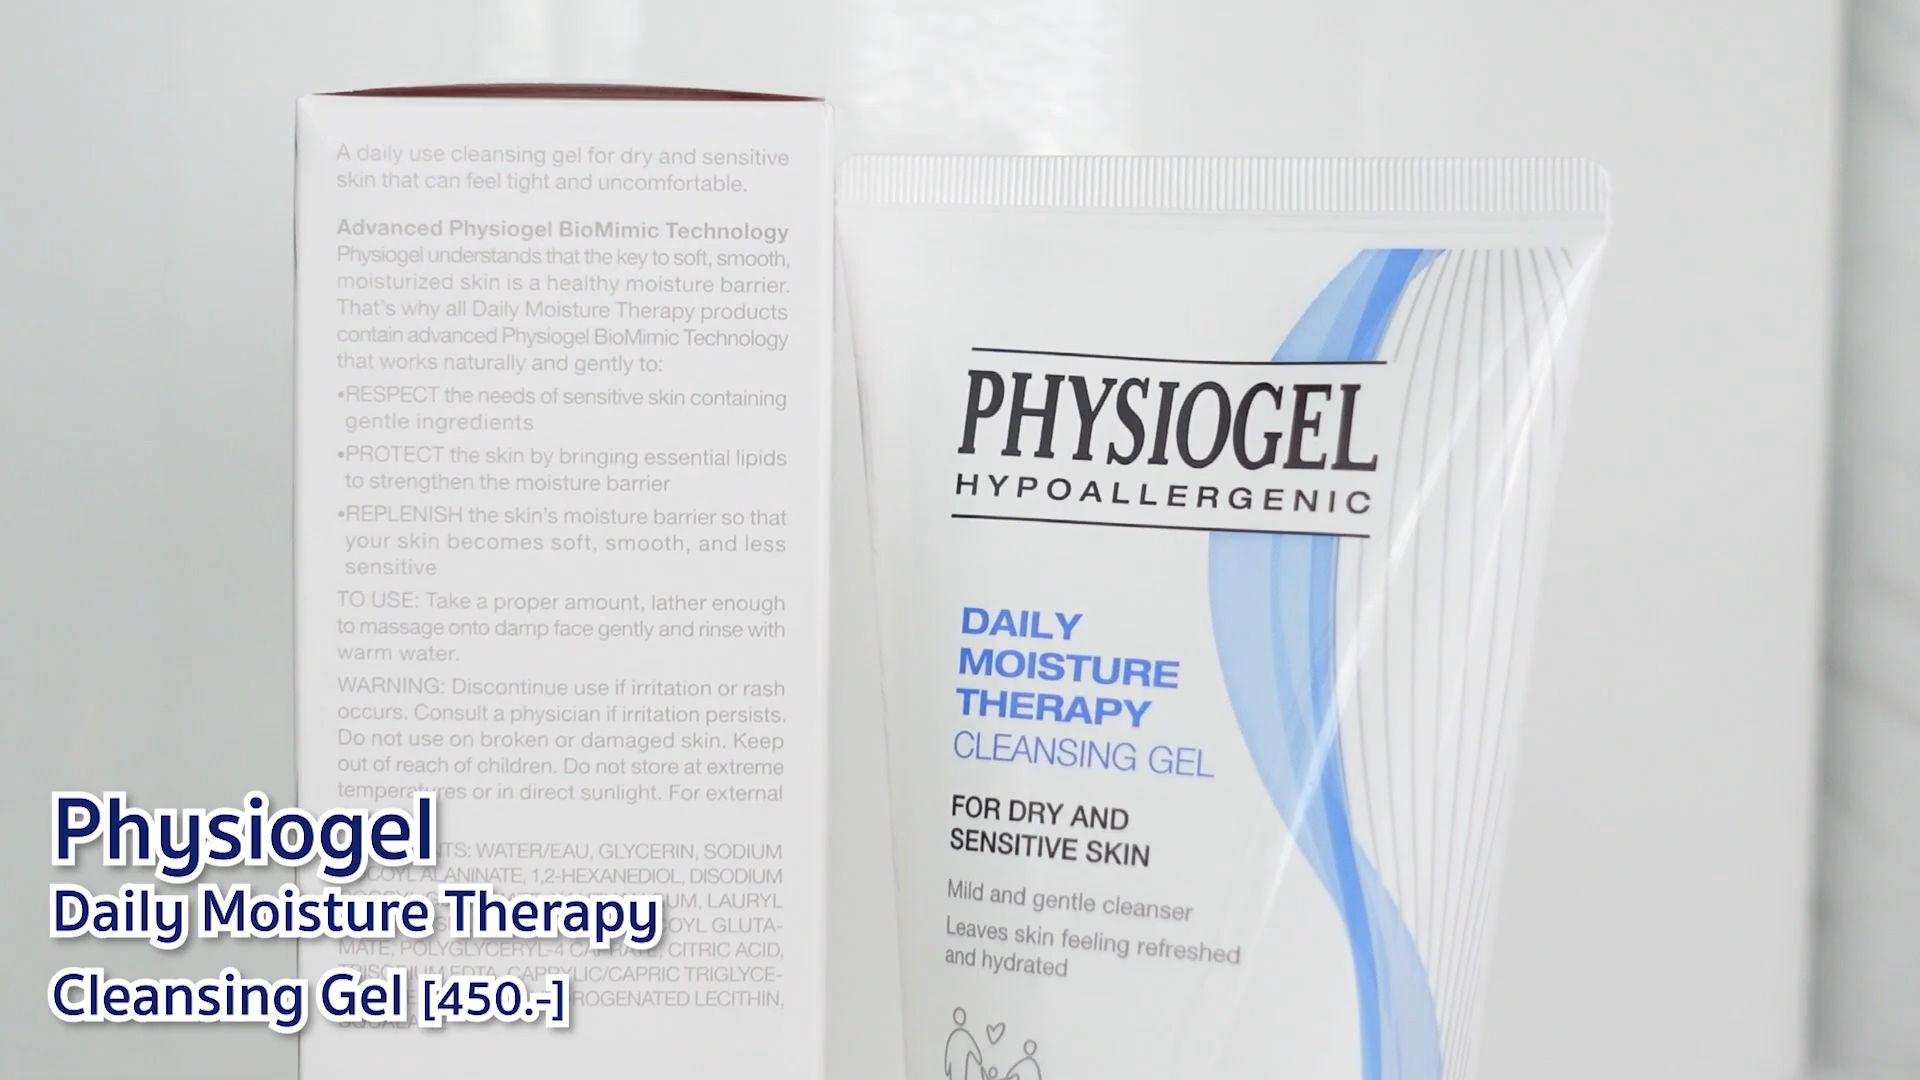 A daily use cleansing gel for dry and sensitive
skin that can feel tight and uncomfortable.
Advanced Physiogel BioMimic Technology
Physiogel understands that the key to soft, smooth,
moisturized skin is a healthy moisture barrier.
That's why all Daily Moisture Therapy products
contain advanced Physiogel BioMimic Technology
that works naturally and gently to:
•RESPECT the needs of sensitive skin containing
gentle ingredients
•PROTECT the skin by bringing essential lipids
to strengthen the moisture barrier
•REPLENISH the skin's moisture barrier so that
your skin becomes soft, smooth, and less
sensitive
TO USE: Take a proper amount, lather enough
to massage onto damp face gently and rinse with
warm water.
WARNING: Discontinue use if irritation or rash
occurs. Consult a physician if irritation persists.
Do not use on broken or damaged skin. Keep
out of reach of children. Do not store at extreme
temperatures or in direct sunlight. For external
WATER/EAU, GLYCERIN, SODIUM
ALANINATE, 1,2-HEXANEDIOL, DISODIUM
LAURYL
GLUTA-
MATE, POLYGLYCERYL-4 CAPRATE, CITRIC ACID,
TRISODIUM EDTA, CAPRYLIC/CAPRIC TRIGLYCE-
LECITHIN,
PHYSIOGEL
HYPOALLERGENIC
DAILY
MOISTURE
THERAPY
CLEANSING GEL
FOR DRY AND
SENSITIVE SKIN
Mild and gentle cleanser
Leaves skin feeling refreshed
and hydrated
Physiogel
Daily Moisture Therapy
Cleansing Gel [450.-]